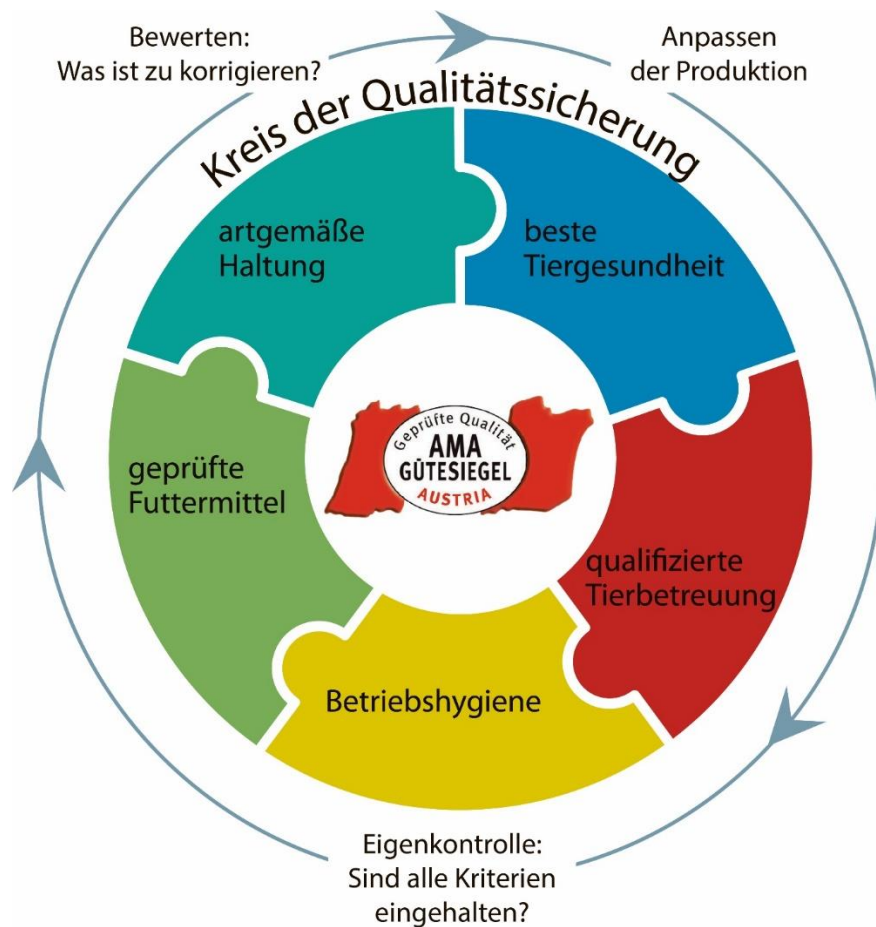 Bewerten:
Was ist zu korrigieren?
Anpassen
der Produktion
Kreis der Qualitätssicherung
artgemäße
Haltung
beste
Tiergesundheit
geprüfte
Futtermittel
Geprüfte Qualität
AMA
GÜTESIEGEL
AUSTRIA
qualifizierte
Tierbetreuung
Betriebshygiene
Eigenkontrolle:
Sind alle Kriterien
eingehalten?